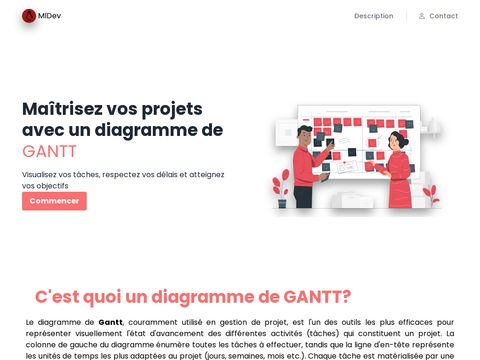 MlDev
Description
Contact
Maîtrisez vos projets
avec un diagramme de
GANTT
Visualisez vos tâches, respectez vos délais et atteignez
vos objectifs
Commencer
C'est quoi un diagramme de GANTT?
Le diagramme de Gantt, couramment utilisé en gestion de projet, est l'un des outils les plus efficaces pour
représenter visuellement l'état d'avancement des différentes activités (tâches) qui constituent un projet. La
colonne de gauche du diagramme énumère toutes les tâches à effectuer, tandis que la ligne d'en-tête représente
les unités de temps les plus adaptées au projet (jours, semaines, mois etc.). Chaque tâche est matérialisée par une